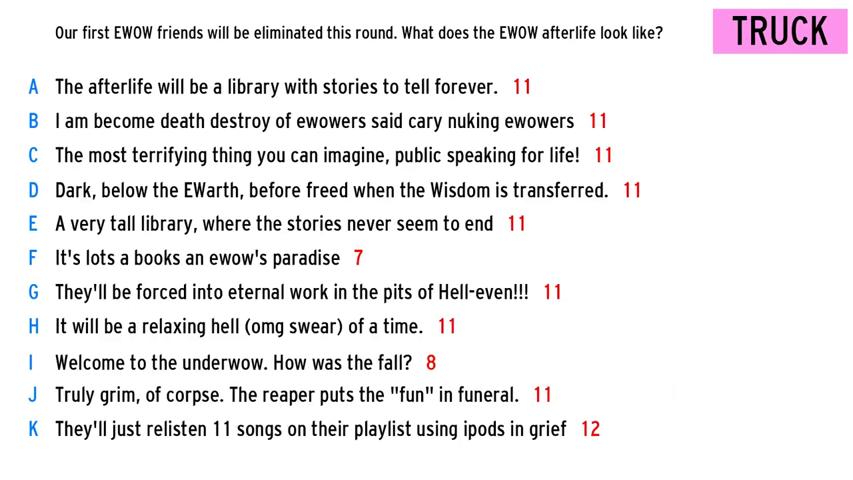 Our first EWOW friends will be eliminated this round. What does the EWOW afterlife look like?
TRUCK
A The afterlife will be a library with stories to tell forever. 11
B I am become death destroy of ewowers said cary nuking ewowers 11
C The most terrifying thing you can imagine, public speaking for life! 11
D Dark, below the EWarth, before freed when the Wisdom is transferred. 11
E A very tall library, where the stories never seem to end 11
F It's lots a books an ewow's paradise 7
G They'll be forced into eternal work in the pits of Hell-even!!! 11
H It will be a relaxing hell (omg swear) of a time. 11
I Welcome to the underwow. How was the fall? 8
J Truly grim, of corpse. The reaper puts the "fun" in funeral. 11
K They'll just relisten 11 songs on their playlist using ipods in grief 12